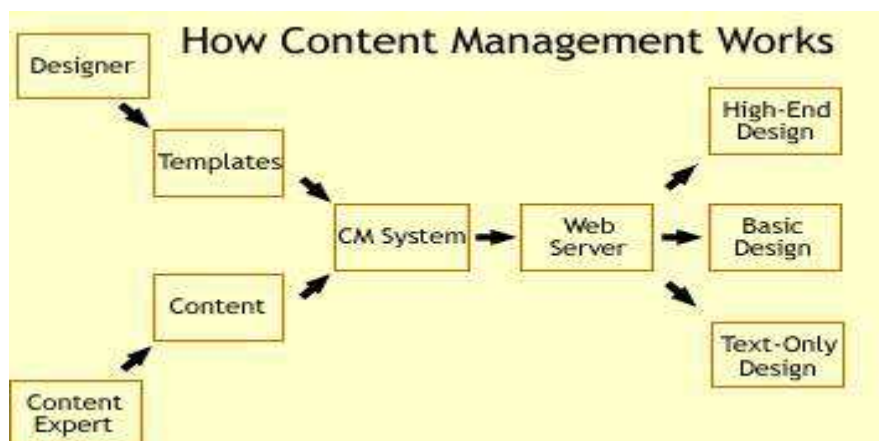 How Content Management Works
Designer
Templates
Content
Content
Expert
CM System
Web
Server
High-End
Design
Basic
Design
Text-Only
Design